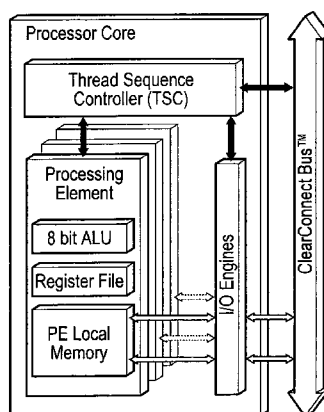 Processor Core
Thread Sequence
Controller (TSC)
Processing
Element
8 bit ALU
Register File
PE Local
Memory
I/O Engines
ClearConnect Bus™